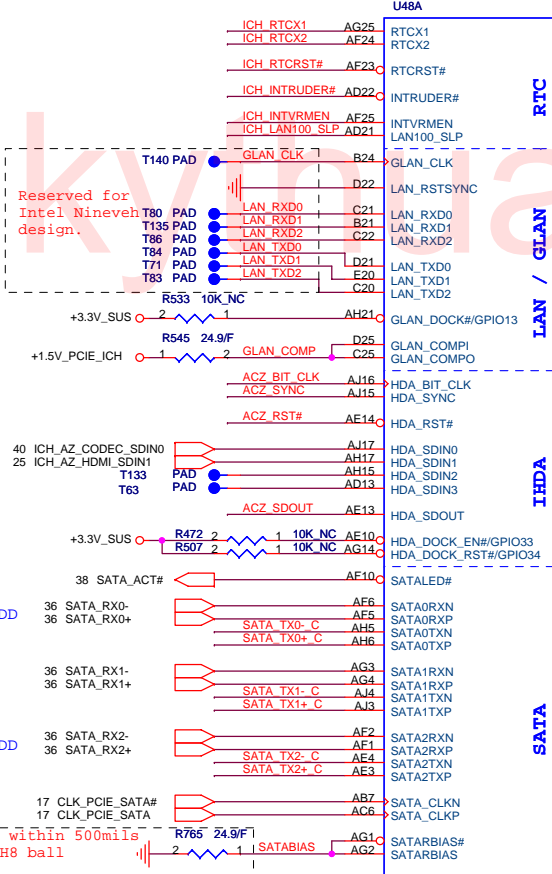 U48A
ICH_RTCX1 AG25 RTCX1
ICH_RTCX2 AF24 RTCX2
ICH_RTCRST# AF23 RTCRST#
RTC
ICH_INTRUDER# AD22 INTRUDER#
ICH_INTVRMEN AF25 INTVRMEN
ICH_LAN100_SLP AD21 LAN100_SLP
T140 PAD GLAN_CLK B24 GLAN_CLK
D22 LAN_RSTSYNC
Reserved for
Intel Nineveh
design.
T80 PAD LAN_RXD0 C21 LAN_RXD0
T135 PAD LAN_RXD1 B21 LAN_RXD1
T86 PAD LAN_RXD2 C22 LAN_RXD2
T84 PAD LAN_TXD0 D21 LAN_TXD0
T71 PAD LAN_TXD1 E20 LAN_TXD1
T83 PAD LAN_TXD2 C20 LAN_TXD2
LAN / GLAN
R533 10K_NC
+3.3V_SUS 2 1 AH21 GLAN_DOCK#/GPIO13
R545 24.9/F
D25 GLAN_COMPI
+1.5V_PCIE_ICH 1 2 GLAN_COMP C25 GLAN_COMPO
ACZ_BIT_CLK AJ16 HDA_BIT_CLK
ACZ_SYNC AJ15 HDA_SYNC
ACZ_RST# AE14 HDA_RST#
40 ICH_AZ_CODEC_SDIN0 AJ17 HDA_SDIN0
25 ICH_AZ_HDMI_SDIN1 AH17 HDA_SDIN1
T133 PAD AH15 HDA_SDIN2
T63 PAD AD13 HDA_SDIN3
IHDA
ACZ_SDOUT AE13 HDA_SDOUT
+3.3V_SUS R472 2 1 10K_NC AE10 HDA_DOCK_EN#/GPIO33
R507 2 1 10K_NC AG14 HDA_DOCK_RST#/GPIO34
38 SATA_ACT# AF10 SATALED#
DD
36 SATA_RX0- AF6 SATA0RXN
36 SATA_RX0+ AF5 SATA0RXP
SATA_TX0-_C AH5 SATA0TXN
SATA_TX0+_C AH6 SATA0TXP
36 SATA_RX1- AG3 SATA1RXN
36 SATA_RX1+ AG4 SATA1RXP
SATA_TX1-_C AJ4 SATA1TXN
SATA_TX1+_C AJ3 SATA1TXP
SATA
DD
36 SATA_RX2- AF2 SATA2RXN
36 SATA_RX2+ AF1 SATA2RXP
SATA_TX2-_C AE4 SATA2TXN
SATA_TX2+_C AE3 SATA2TXP
17 CLK_PCIE_SATA# AB7 SATA_CLKN
17 CLK_PCIE_SATA AC6 SATA_CLKP
within 500mils
H8 ball
R765 24.9/F
AG1 SATARBIAS#
2 1 SATABIAS AG2 SATARBIAS